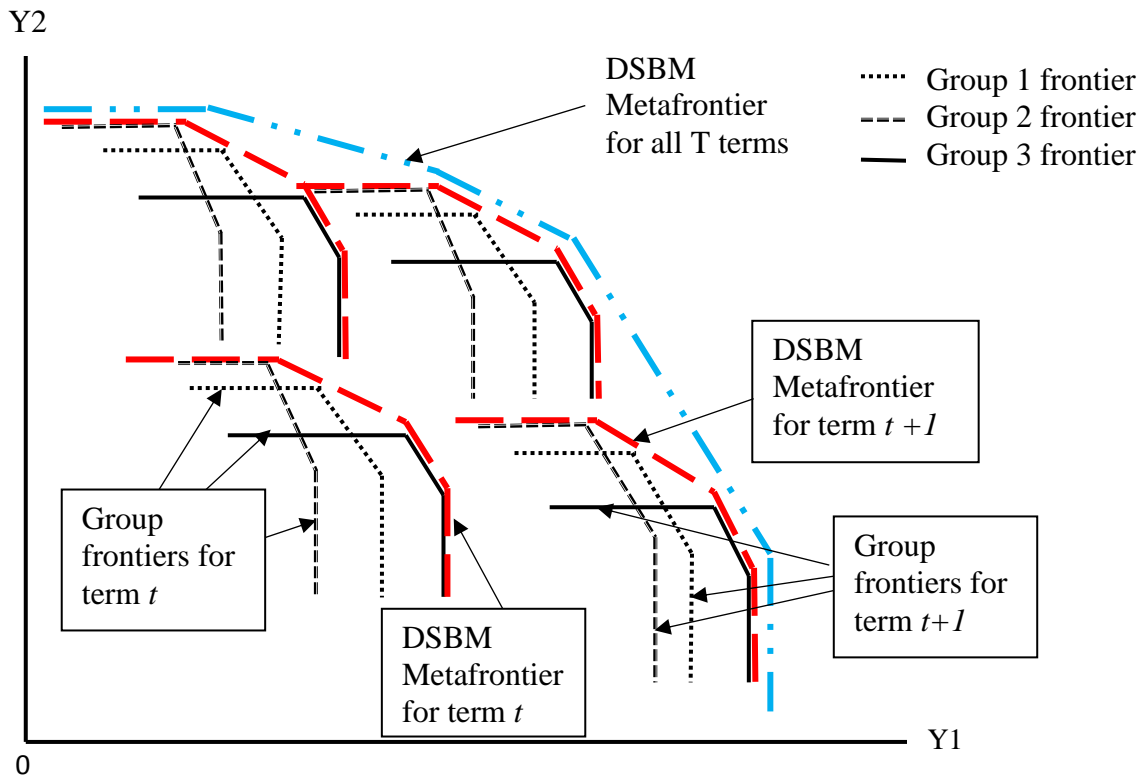 Y2
DSBM
Metafrontier
for all T terms
Group 1 frontier
Group 2 frontier
Group 3 frontier
DSBM
Metafrontier
for term t +1
Group
frontiers for
term t
Group
frontiers for
term t+1
DSBM
Metafrontier
for term t
Y1
0